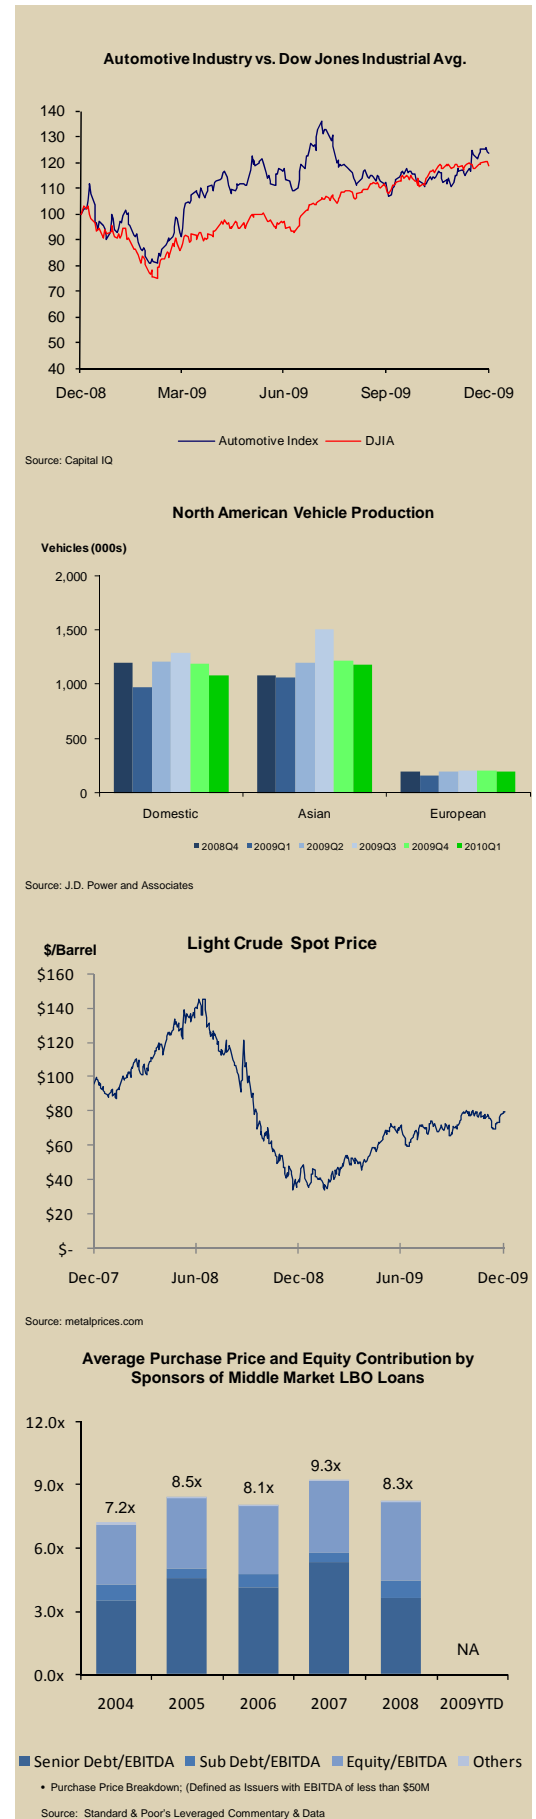 Automotive Industry vs. Dow Jones Industrial Avg.
140
130
120
110
100
90
80
70
60
50
40
Dec-08 Mar-09 Jun-09 Sep-09 Dec-09
Automotive Index DJIA
Source: Capital IQ
North American Vehicle Production
Vehicles (000s)
2,000
1,500
1,000
500
0
Domestic Asian European
2008Q4 2009Q1 2009Q2 2009Q3 2009Q4 2010Q1
Source: J.D. Power and Associates
Light Crude Spot Price
$/Barrel
$160
$140
$120
$100
$80
$60
$40
$20
$-
Dec-07 Jun-08 Dec-08 Jun-09 Dec-09
Source: metalprices.com
Average Purchase Price and Equity Contribution by
Sponsors of Middle Market LBO Loans
12.0x
9.0x
6.0x
3.0x
0.0x
7.2x 8.5x 8.1x 9.3x 8.3x NA
2004 2005 2006 2007 2008 2009YTD
Senior Debt/EBITDA Sub Debt/EBITDA Equity/EBITDA Others
• Purchase Price Breakdown; (Defined as Issuers with EBITDA of less than $50M
Source: Standard & Poor's Leveraged Commentary & Data